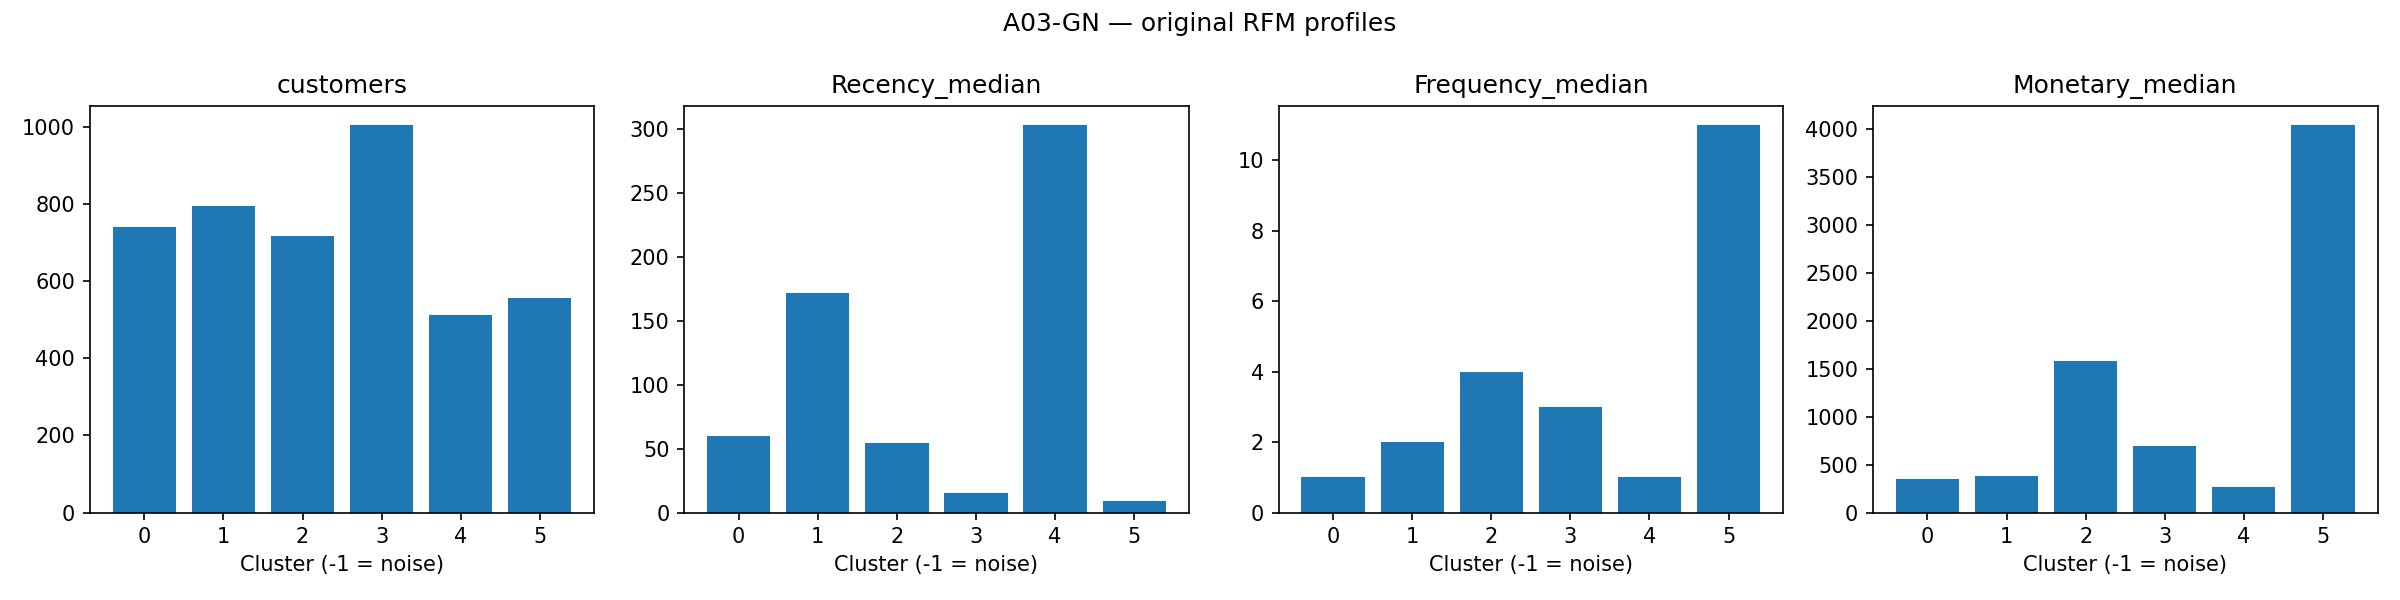 A03-GN — original RFM profiles
customers
1000
800
600
400
200
0
0 1 2 3 4 5
Cluster (-1 = noise)
Recency_median
300
250
200
150
100
50
0
0 1 2 3 4 5
Cluster (-1 = noise)
Frequency_median
10
8
6
4
2
0
0 1 2 3 4 5
Cluster (-1 = noise)
Monetary_median
4000
3500
3000
2500
2000
1500
1000
500
0
0 1 2 3 4 5
Cluster (-1 = noise)